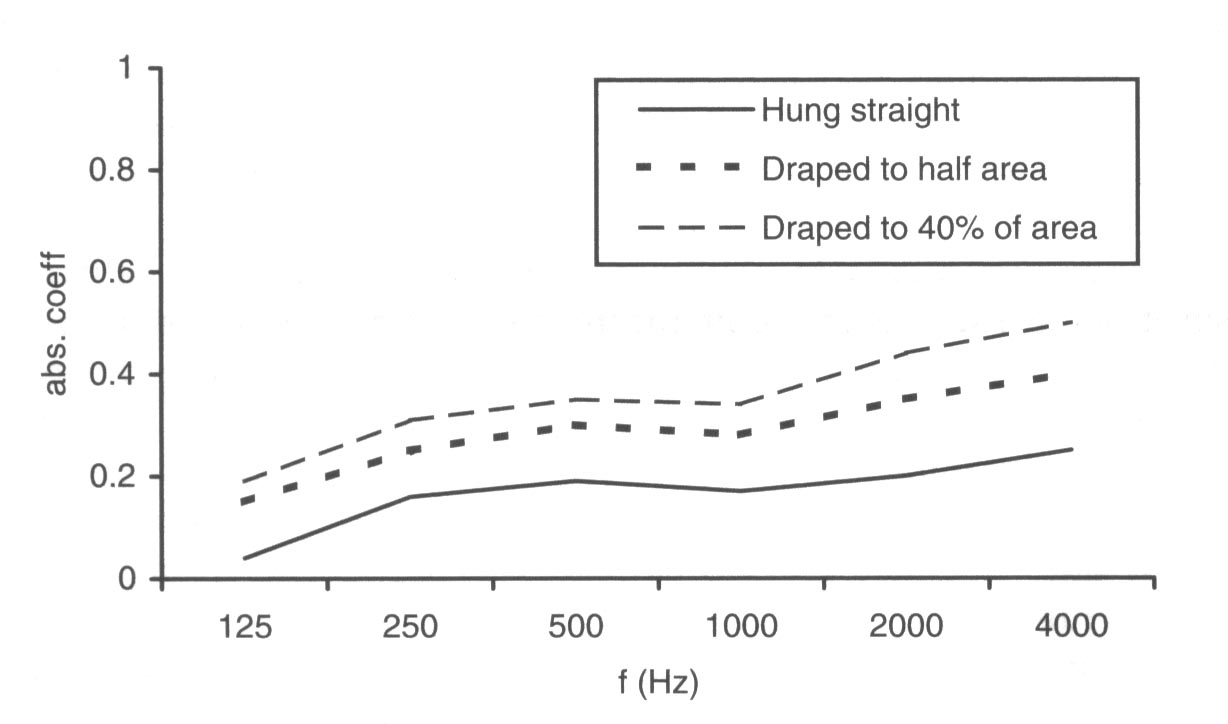 1
0.8
0.6
0.4
0.2
0
abs. coeff
Hung straight
Draped to half area
Draped to 40% of area
125 250 500 1000 2000 4000
f (Hz)